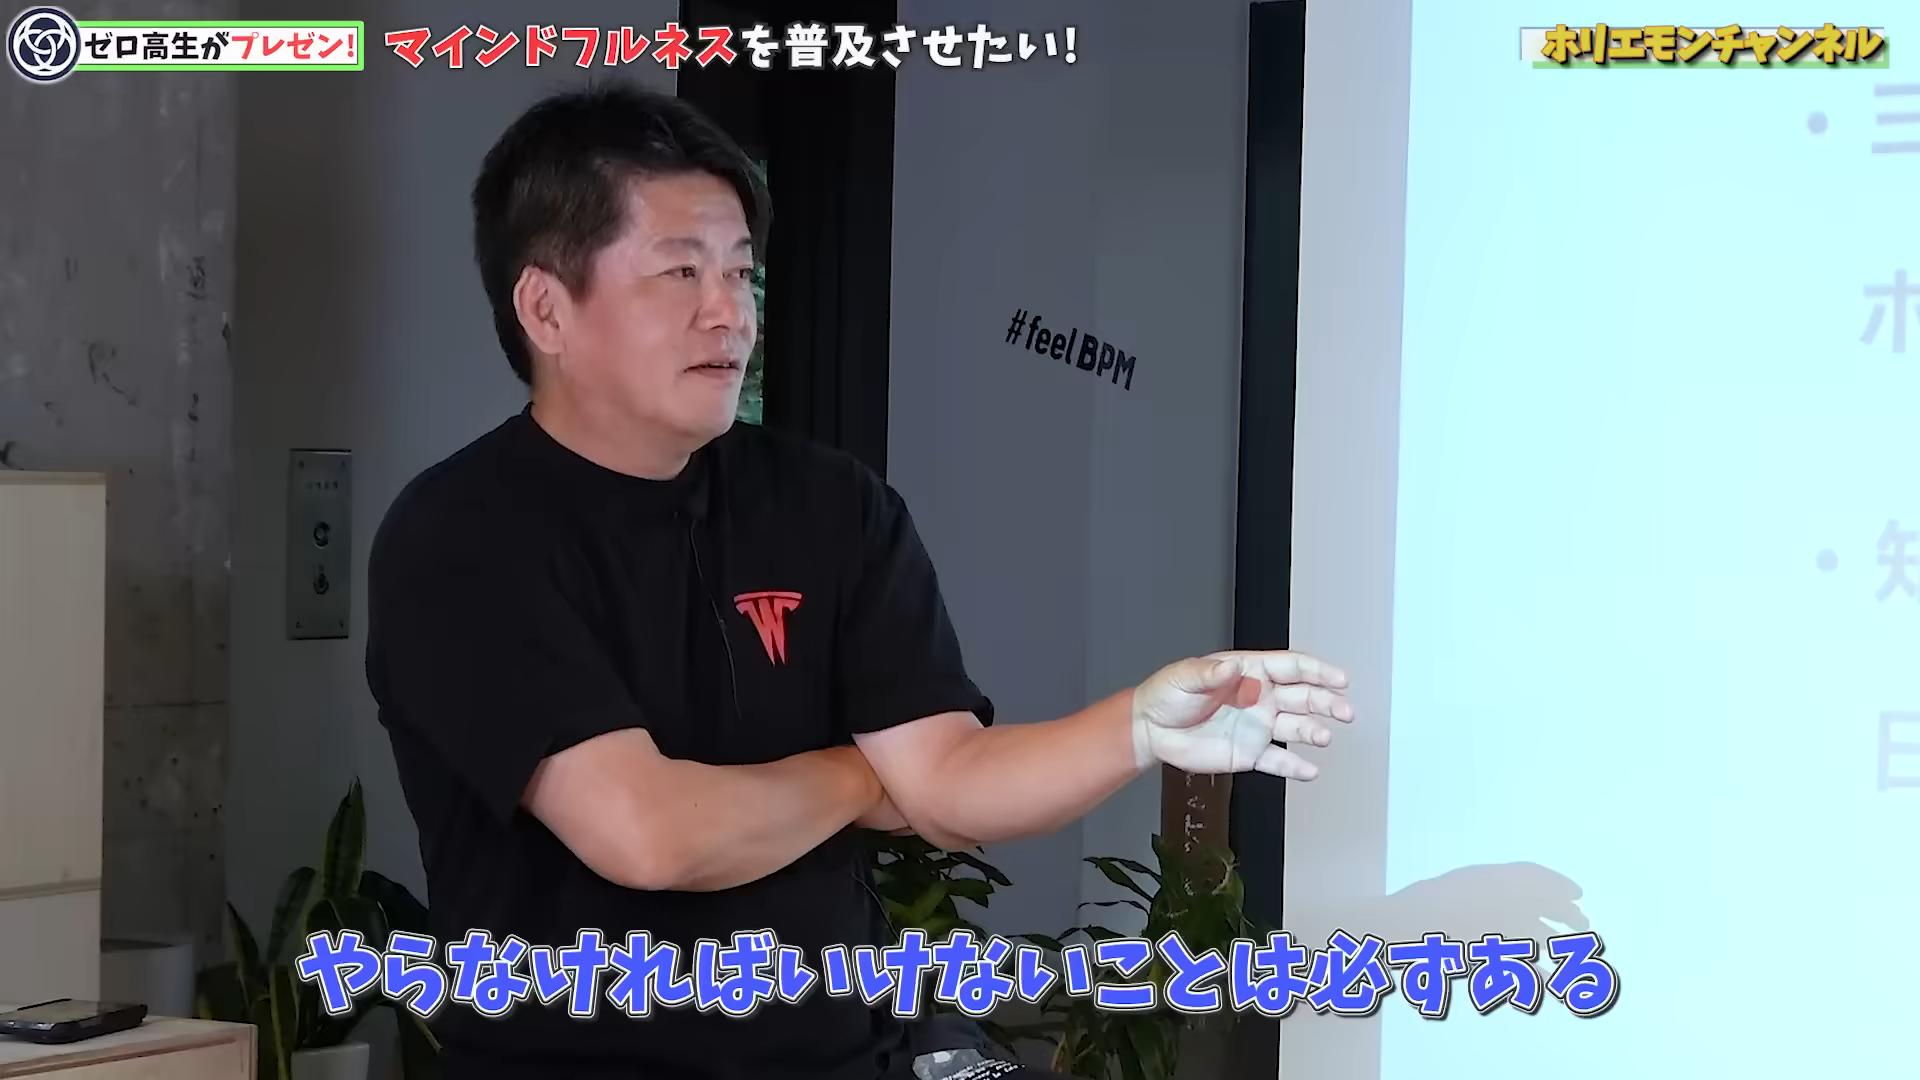 ゼロ高生がプレゼン!
マインドフルネスを普及させたい!
ホリエモンチャンネル
#feelBPM
W
やらなければいけないことは必ずある